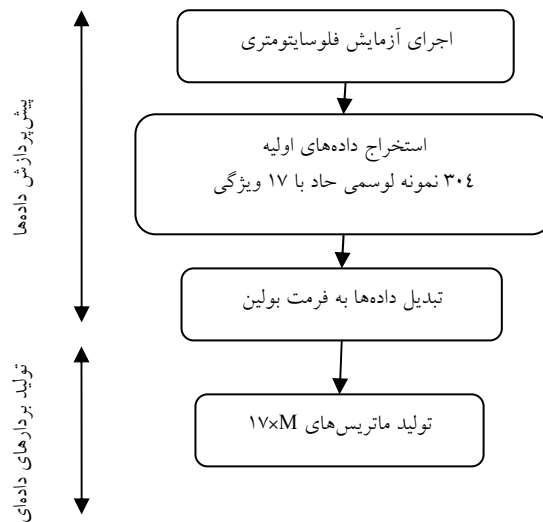 اجرای آزمایش فلوسایتومتری
استخراج داده‌های اولیه
۳۰٤ نمونه لوسمی حاد با ۱۷ ویژگی
تبدیل داده‌ها به فرمت بولین
تولید ماتریس‌های ۱۷×M
پیش‌پردازش داده‌ها
تولید بردارهای داده‌ای